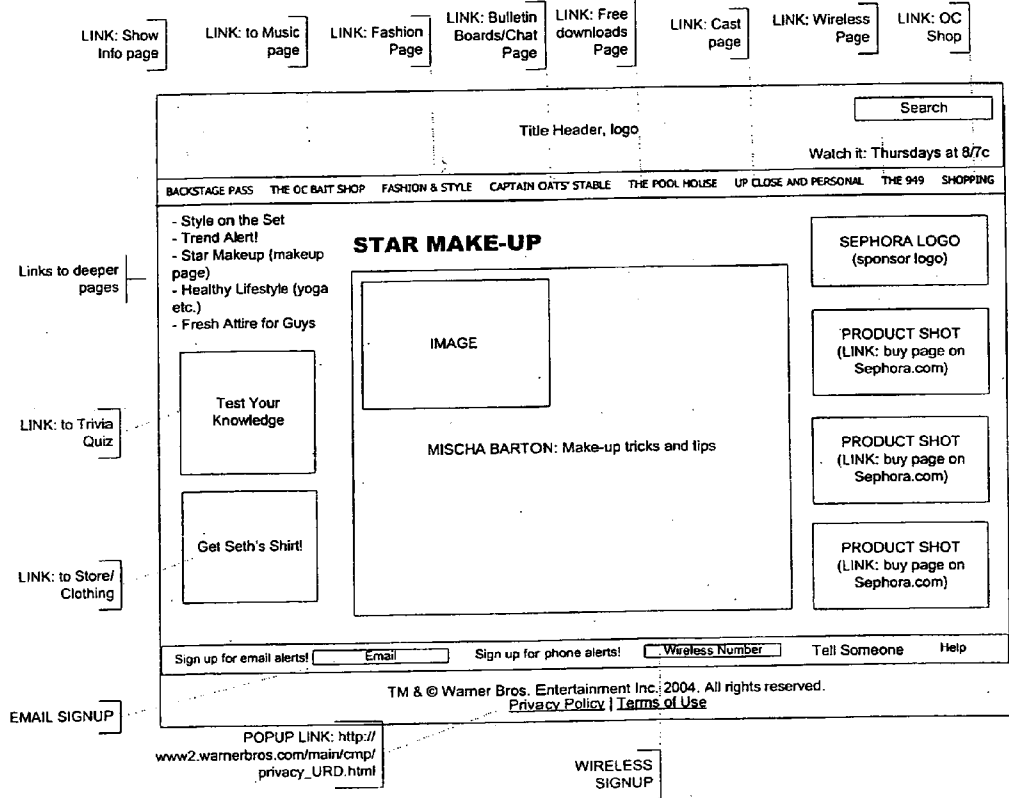 LINK: Show
Info page
LINK: to Music
page
LINK: Fashion
Page
LINK: Bulletin
Boards/Chat
Page
LINK: Free
downloads
Page
LINK: Cast
page
LINK: Wireless
Page
LINK: OC
Shop
Search
Title Header, logo
Watch it: Thursdays at 8/7c
BACKSTAGE PASS THE OC BAIT SHOP FASHION & STYLE CAPTAIN OATS' STABLE THE POOL HOUSE UP CLOSE AND PERSONAL THE 949 SHOPPING
Links to deeper
pages
- Style on the Set
- Trend Alert!
- Star Makeup (makeup
page)
- Healthy Lifestyle (yoga
etc.)
- Fresh Attire for Guys
STAR MAKE-UP
IMAGE
MISCHA BARTON: Make-up tricks and tips
SEPHORA LOGO
(sponsor logo)
PRODUCT SHOT
(LINK: buy page on
Sephora.com)
PRODUCT SHOT
(LINK: buy page on
Sephora.com)
PRODUCT SHOT
(LINK: buy page on
Sephora.com)
LINK: to Trivia
Quiz
Test Your
Knowledge
LINK: to Store/
Clothing
Get Seth's Shirt!
Sign up for email alerts! Email Sign up for phone alerts! Wireless Number Tell Someone Help
TM & © Warner Bros. Entertainment Inc. 2004. All rights reserved.
Privacy Policy | Terms of Use
EMAIL SIGNUP
POPUP LINK: http://
www2.warnerbros.com/main/cmp/
privacy_URD.html
WIRELESS
SIGNUP